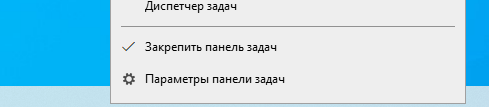 Диспетчер задач
Закрепить панель задач
Параметры панели задач